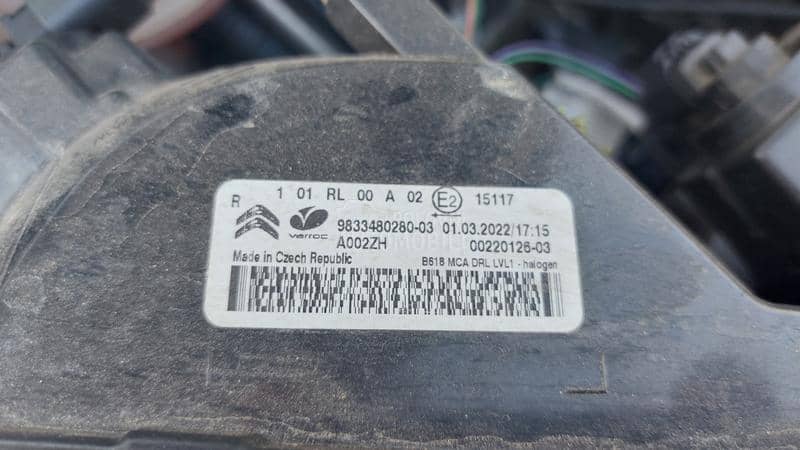 R 1 01 RL 00 A 02 E2 15117
varroc 9833480280-03 01.03.2022/17:15
A002ZH 00220126-03
Made in Czech Republic B618 MCA DRL LVL1 - halogen